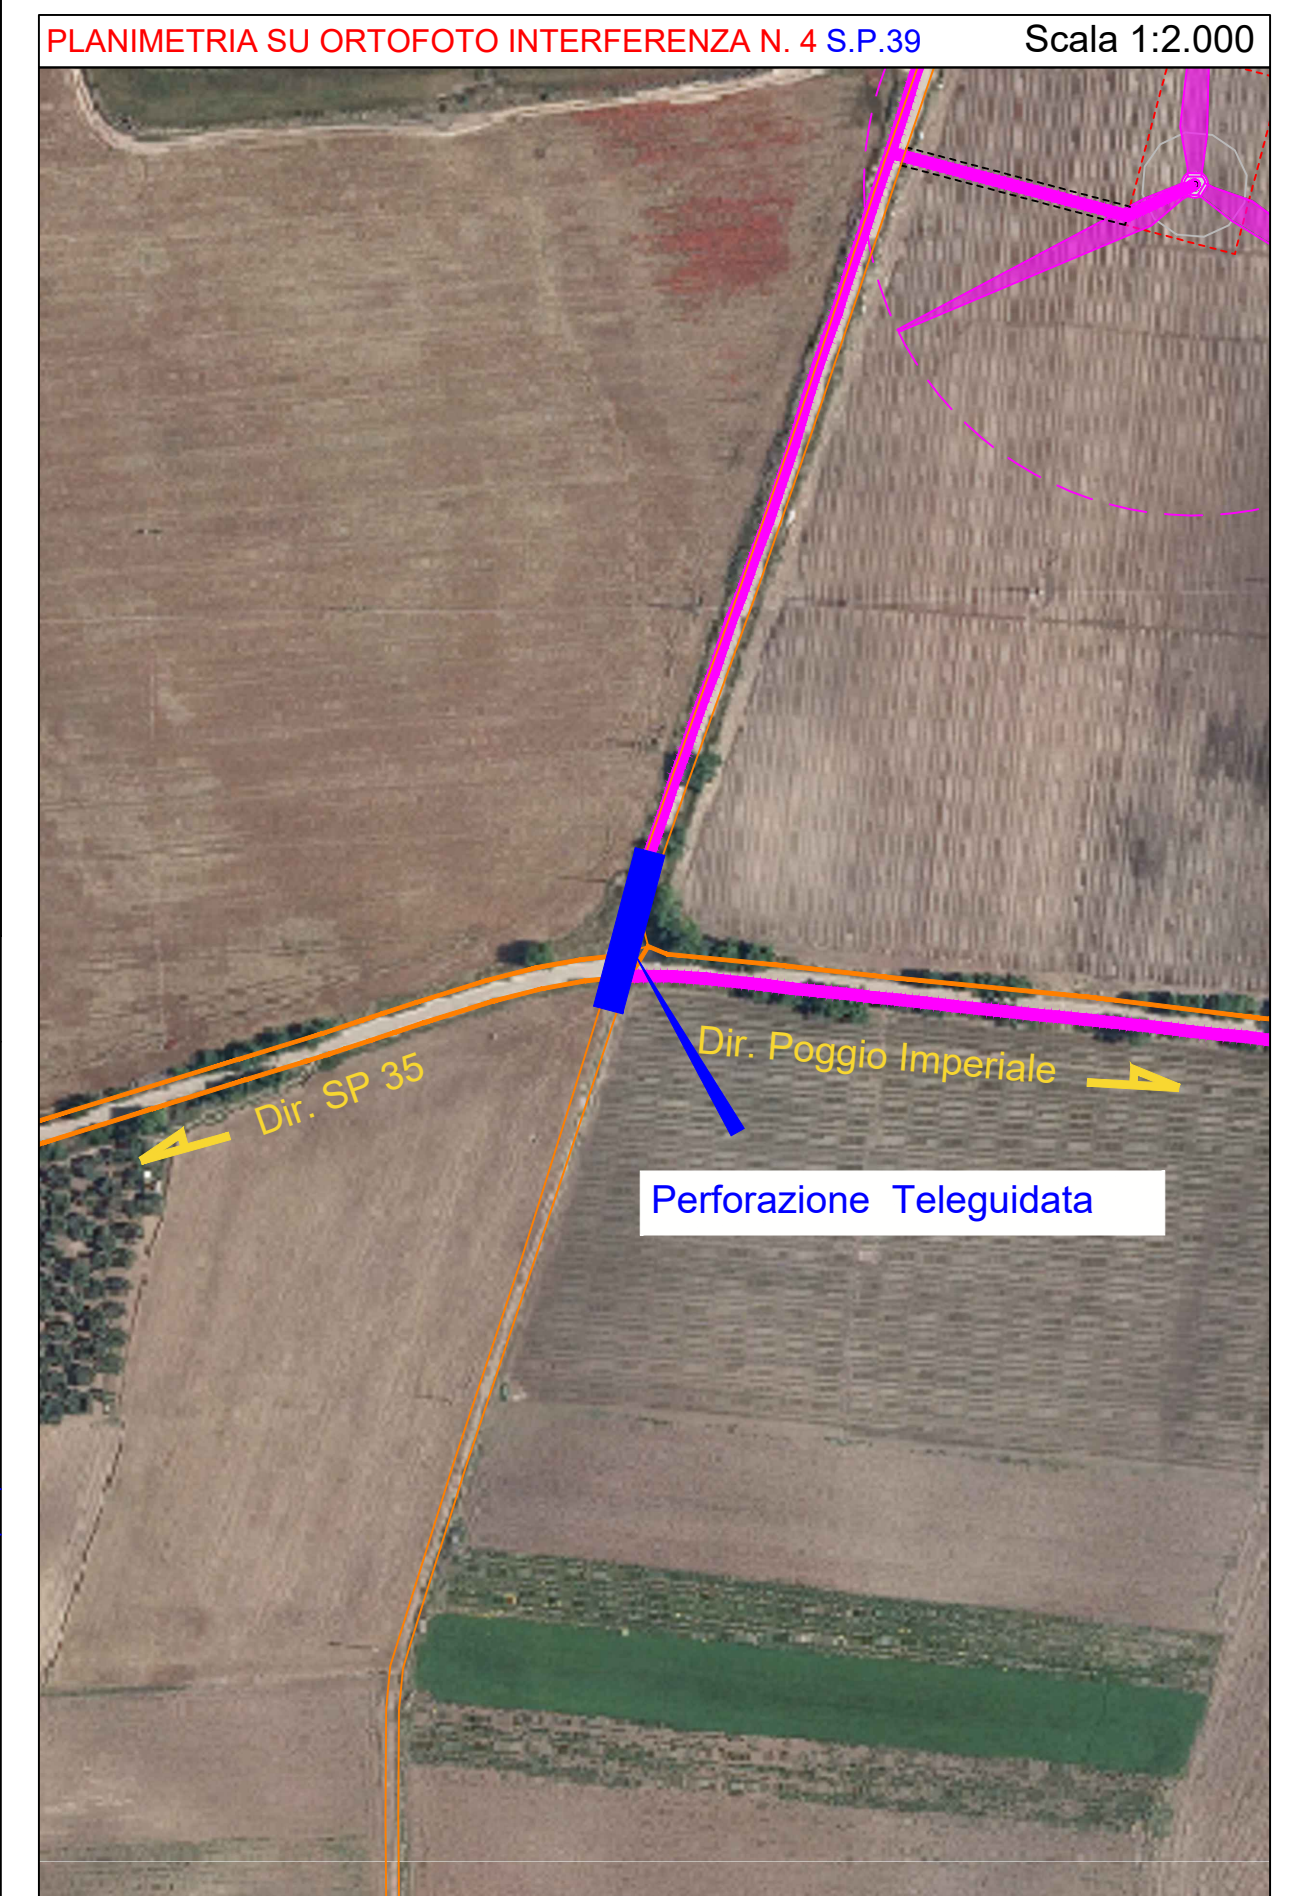 PLANIMETRIA SU ORTOFOTO INTERFERENZA N. 4 S.P.39
Scala 1:2.000
Dir. Poggio Imperiale
Dir. SP 35
Perforazione Teleguidata